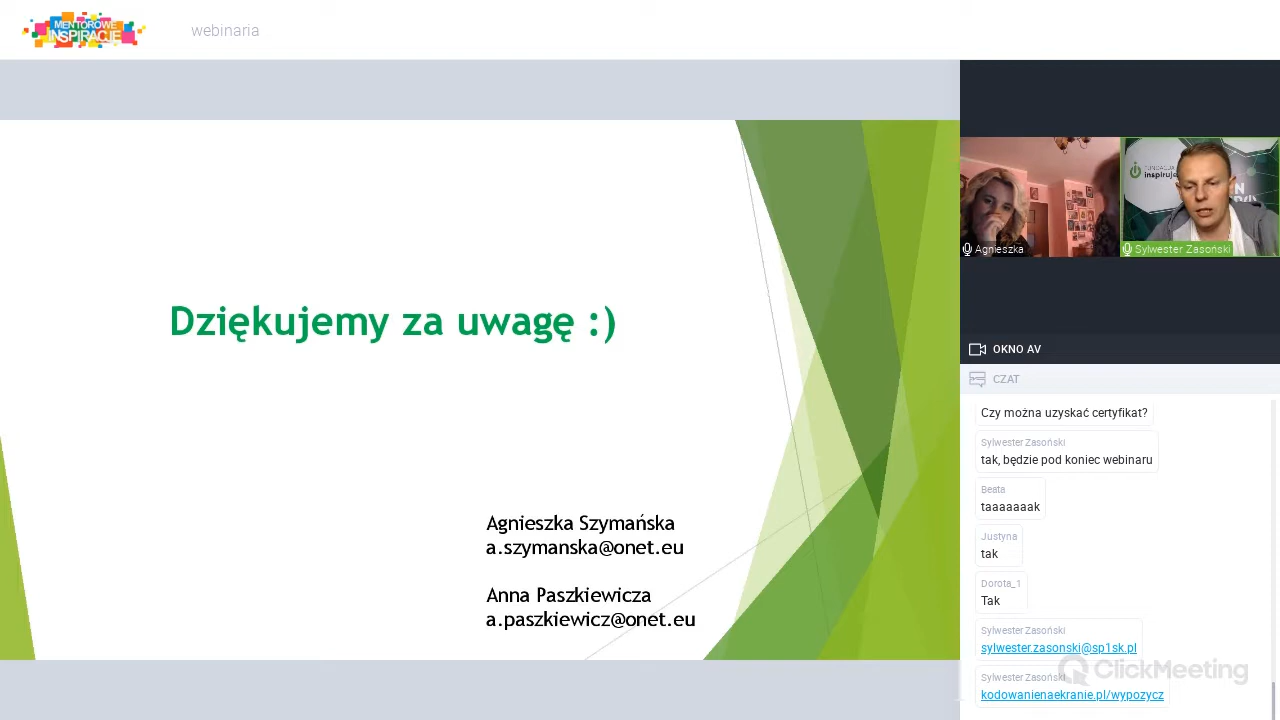 MENTOROWE
INSPIRACJE
webinaria
Dziękujemy za uwagę :)
Agnieszka Szymańska
a.szymanska@onet.eu
Anna Paszkiewicza
a.paszkiewicz@onet.eu
FUNDACJA
inspiruje
Agnieszka
Sylwester Zasoński
OKNO AV
CZAT
Czy można uzyskać certyfikat?
Sylwester Zasoński
tak, będzie pod koniec webinaru
Beata
taaaaaaak
Justyna
tak
Dorota_1
Tak
Sylwester Zasoński
sylwester.zasonski@sp1sk.pl
Sylwester Zasoński
kodowanienaekranie.pl/wypozycz
ClickMeeting